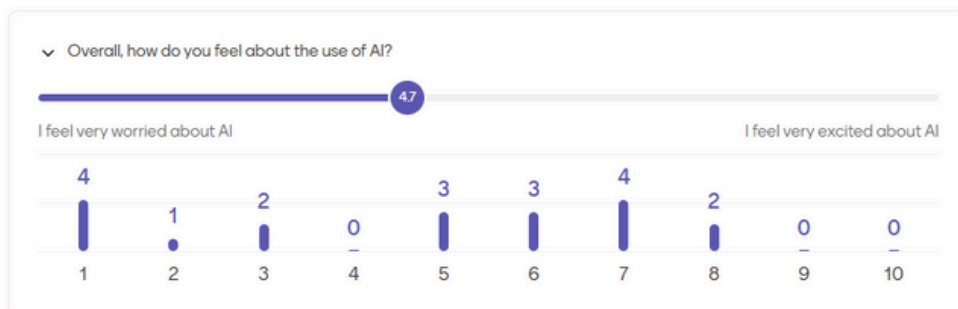 Overall, how do you feel about the use of AI?
4.7
I feel very worried about AI I feel very excited about AI
4 1 2 0 3 3 4 2 0 0
1 2 3 4 5 6 7 8 9 10